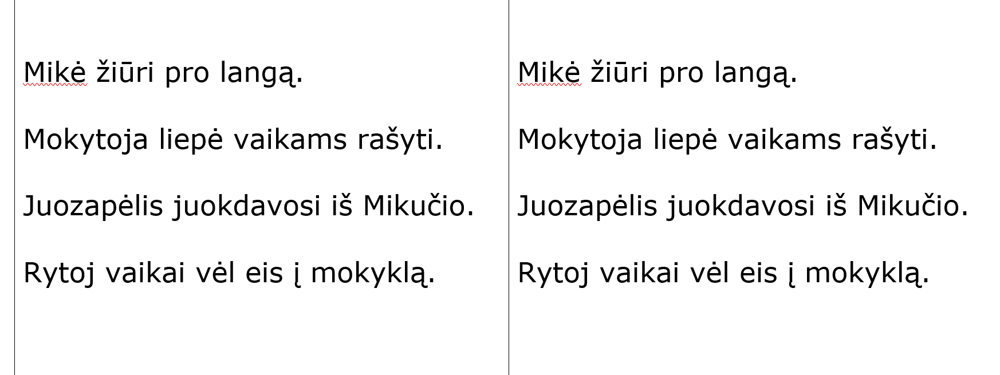 Mikė žiūri pro langą.
Mokytoja liepė vaikams rašyti.
Juozapėlis juokdavosi iš Mikučio.
Rytoj vaikai vėl eis į mokyklą.
Mikė žiūri pro langą.
Mokytoja liepė vaikams rašyti.
Juozapėlis juokdavosi iš Mikučio.
Rytoj vaikai vėl eis į mokyklą.